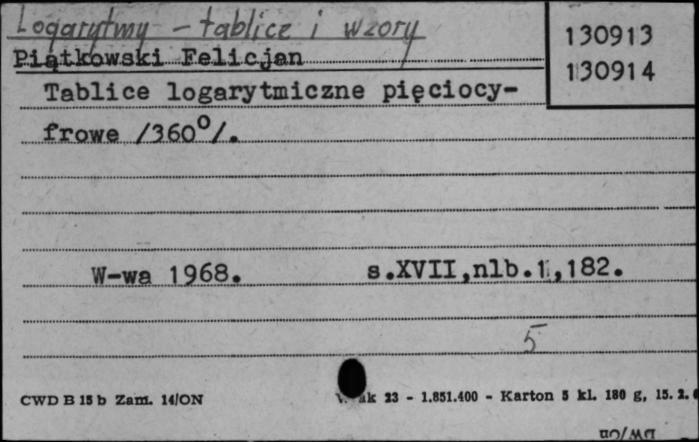 Logarytmy - tablice i wzory
130913
130914
Piątkowski Felicjan
Tablice logarytmiczne pięciocy-
frowe /360°/.
W-wa 1968. s.XVII,nlb.1,182.
5
CWD B 15 b Zam. 14/ON ak 23 - 1.851.400 - Karton 5 kl. 180 g, 15. 2.